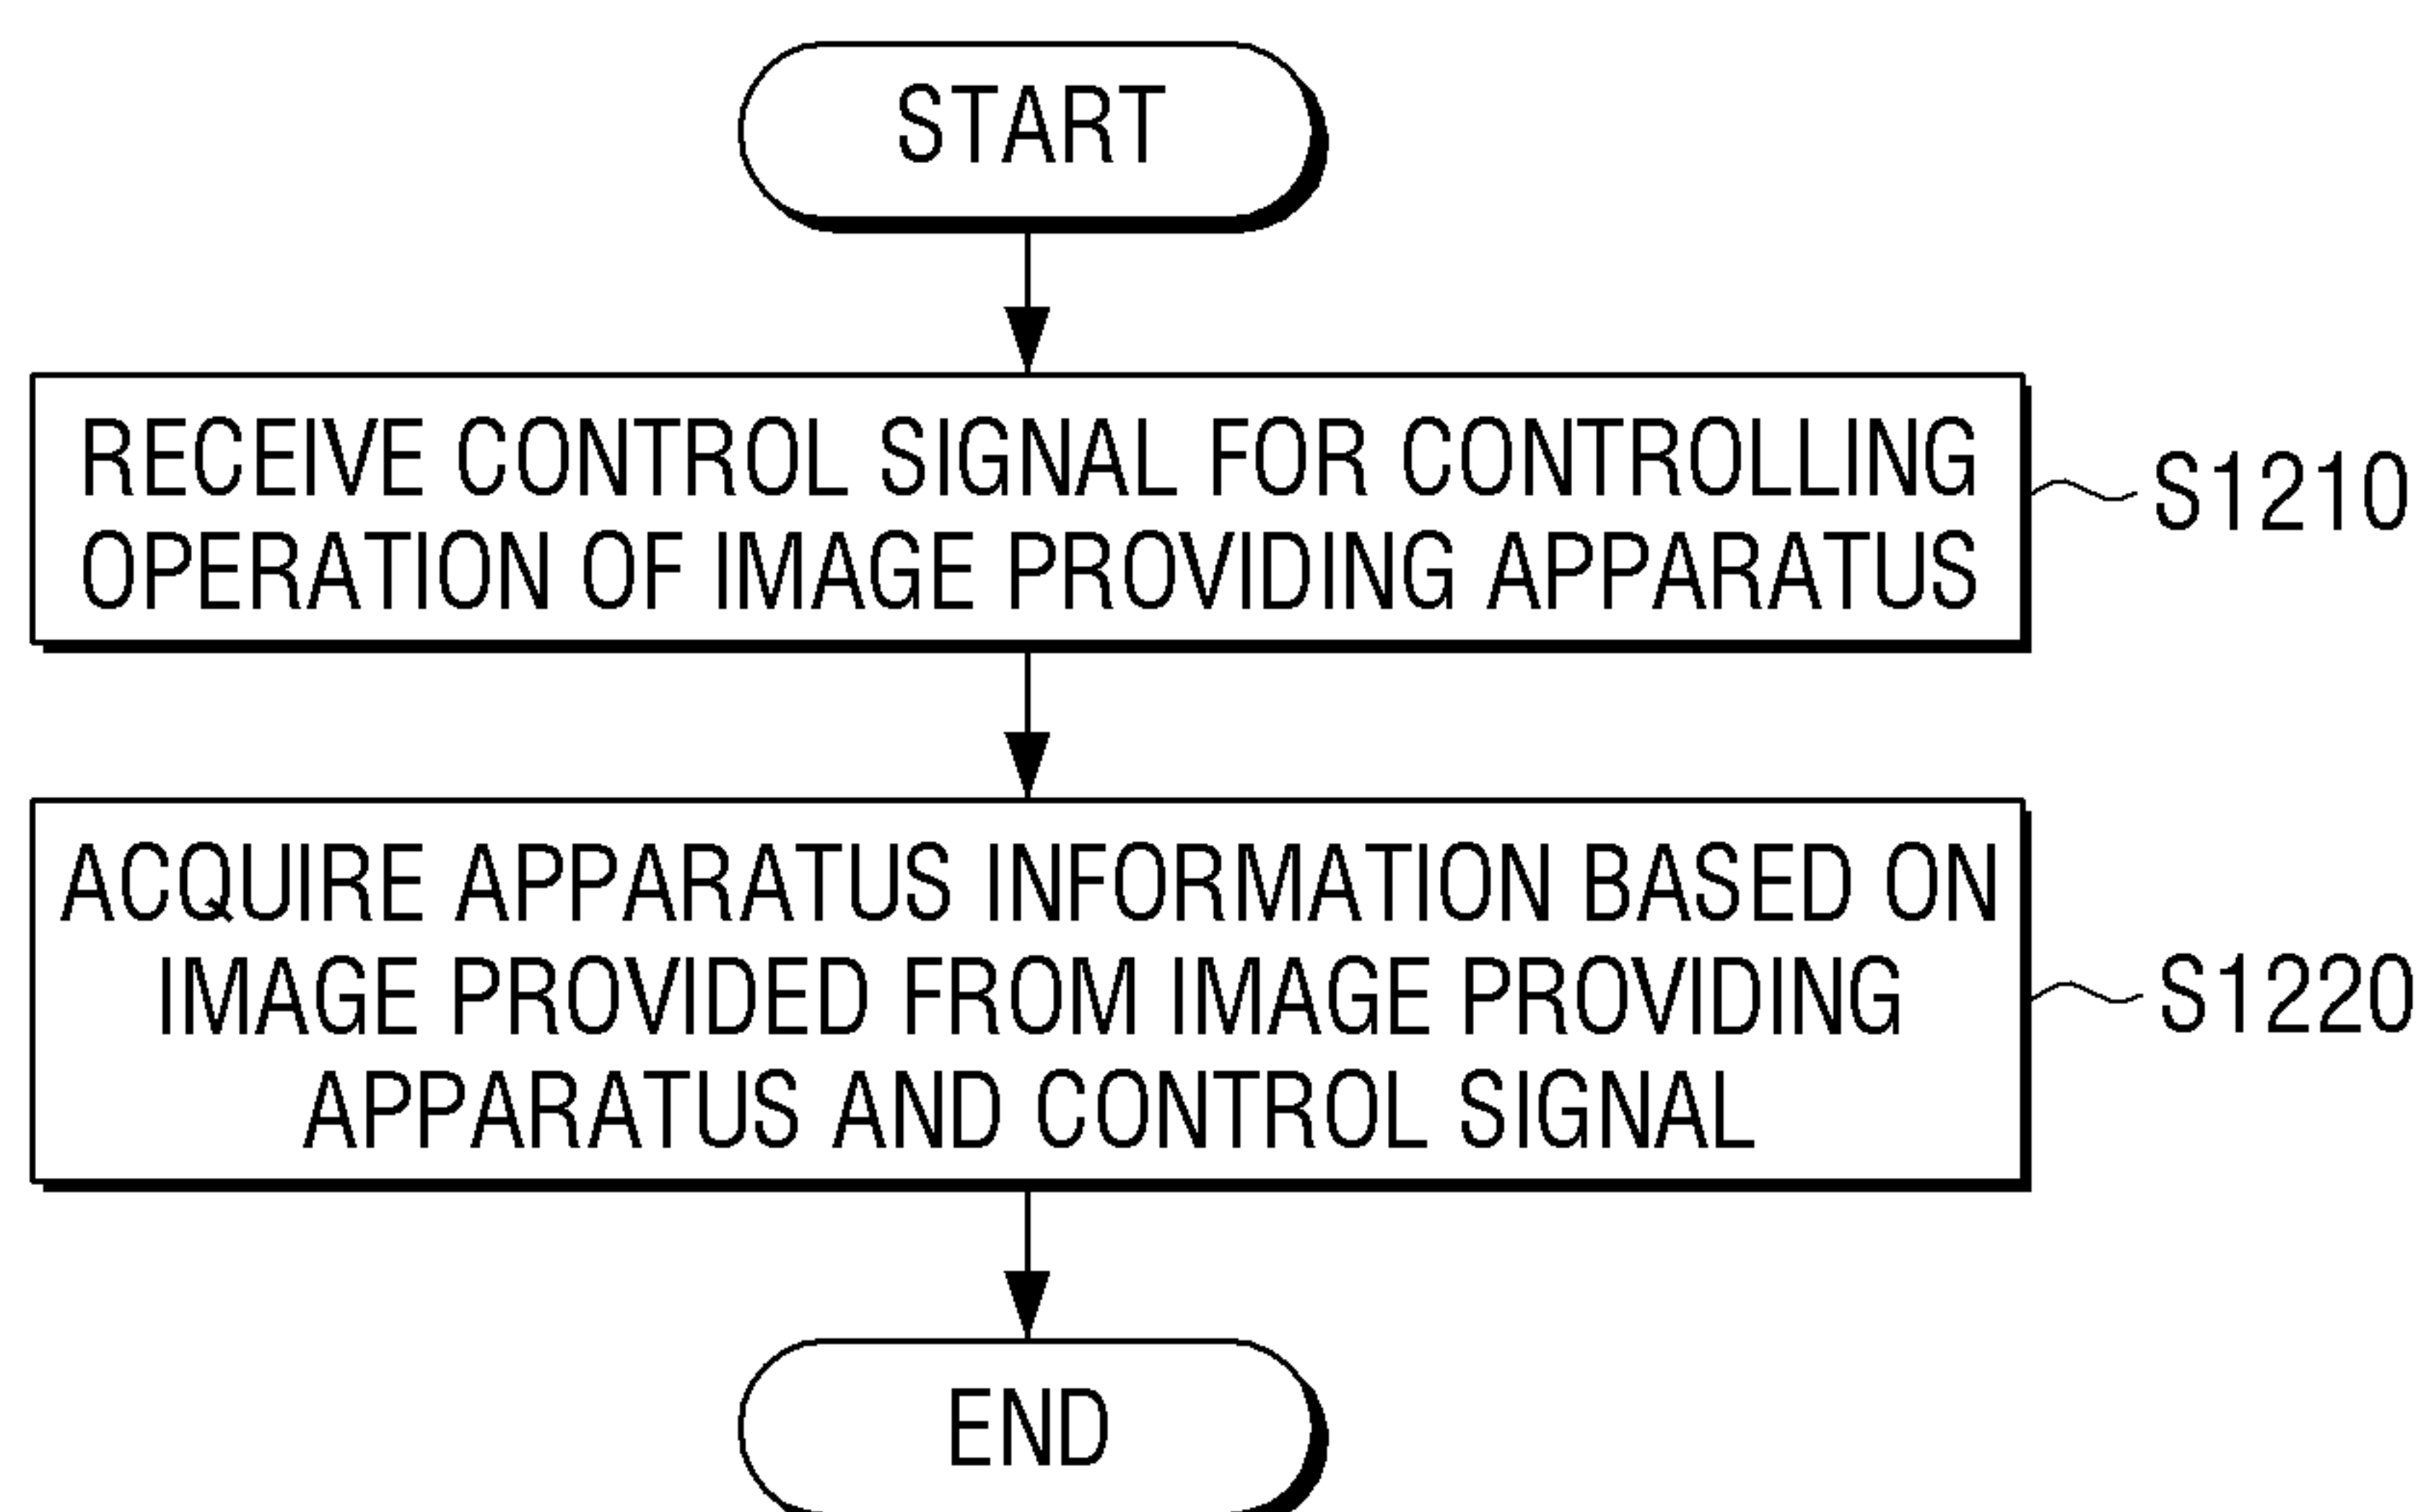 START
RECEIVE CONTROL SIGNAL FOR CONTROLLING
OPERATION OF IMAGE PROVIDING APPARATUS
S1210
ACQUIRE APPARATUS INFORMATION BASED ON
IMAGE PROVIDED FROM IMAGE PROVIDING
APPARATUS AND CONTROL SIGNAL
S1220
END